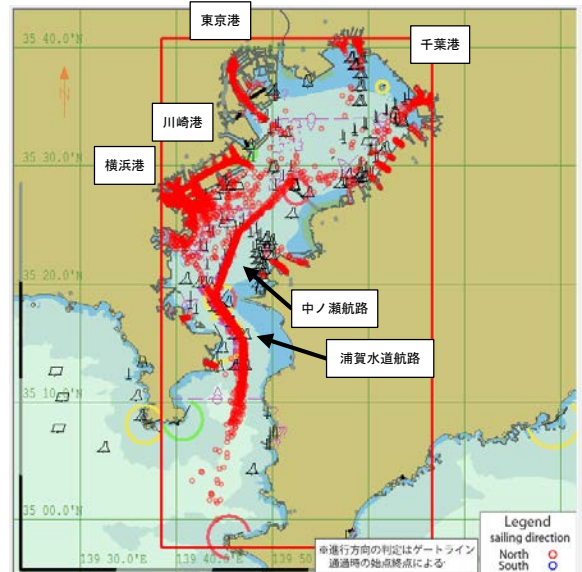 東京港
35 40.0'N
千葉港
川崎港
35 30.0'N
横浜港
35 20.0'N
中ノ瀬航路
浦賀水道航路
35 10.0'N
35 00.0'N
139 30.0'E
139 40.0'E
139 50.0'E
※進行方向の判定はゲートライン
通過時の始点終点による
Legend
sailing direction
North
South